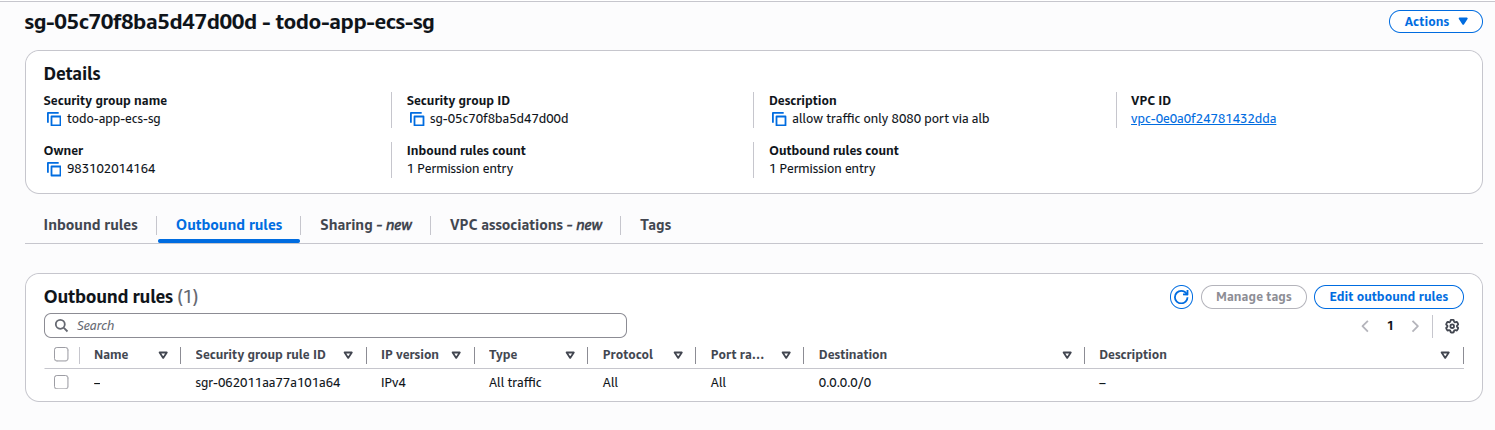 sg-05c70f8ba5d47d00d - todo-app-ecs-sg
Actions
Details
Security group name
todo-app-ecs-sg
Security group ID
sg-05c70f8ba5d47d00d
Description
allow traffic only 8080 port via alb
VPC ID
vpc-0e0a0f24781432dda
Owner
983102014164
Inbound rules count
1 Permission entry
Outbound rules count
1 Permission entry
Inbound rules
Outbound rules
Sharing - new
VPC associations - new
Tags
Outbound rules (1)
Manage tags
Edit outbound rules
Search
1
Name Security group rule ID IP version Type Protocol Port ra... Destination Description
– sgr-062011aa77a101a64 IPv4 All traffic All All 0.0.0.0/0 –